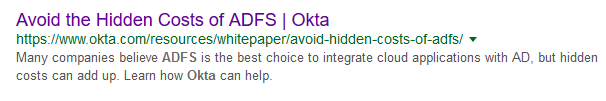 Avoid the Hidden Costs of ADFS | Okta
https://www.okta.com/resources/whitepaper/avoid-hidden-costs-of-adfs/
Many companies believe ADFS is the best choice to integrate cloud applications with AD, but hidden
costs can add up. Learn how Okta can help.